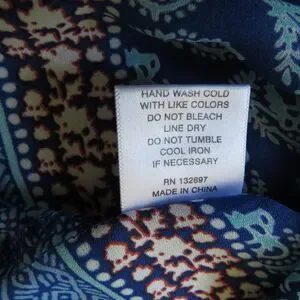 HAND WASH COLD
WITH LIKE COLORS
DO NOT BLEACH
LINE DRY
DO NOT TUMBLE
COOL IRON
IF NECESSARY
RN 132897
MADE IN CHINA